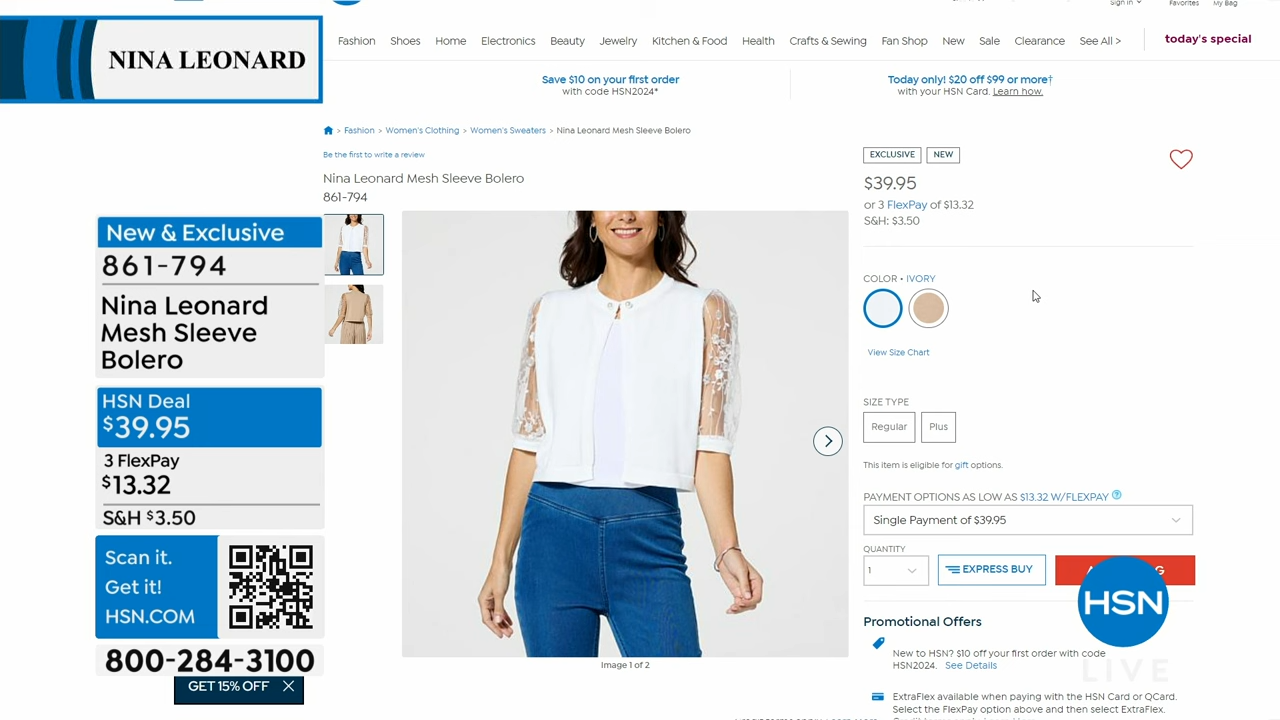 Sign in
Favorites
My Bag
NINA LEONARD
Fashion Shoes Home Electronics Beauty Jewelry Kitchen & Food Health Crafts & Sewing Fan Shop New Sale Clearance See All > today's special
Save $10 on your first order
with code HSN2024*
Today only! $20 off $99 or more†
with your HSN Card. Learn how.
> Fashion > Women's Clothing > Women's Sweaters > Nina Leonard Mesh Sleeve Bolero
Be the first to write a review
Nina Leonard Mesh Sleeve Bolero
861-794
New & Exclusive
861-794
Nina Leonard
Mesh Sleeve
Bolero
HSN Deal
$39.95
3 FlexPay
$13.32
S&H $3.50
Scan it.
Get it!
HSN.COM
800-284-3100
GET 15% OFF
Image 1 of 2
EXCLUSIVE NEW
$39.95
or 3 FlexPay of $13.32
S&H: $3.50
COLOR • IVORY
View Size Chart
SIZE TYPE
Regular Plus
This item is eligible for gift options.
PAYMENT OPTIONS AS LOW AS $13.32 W/FLEXPAY ?
Single Payment of $39.95
QUANTITY
1
EXPRESS BUY
HSN
LIVE
Promotional Offers
New to HSN? $10 off your first order with code
HSN2024. See Details
ExtraFlex available when paying with the HSN Card or QCard.
Select the FlexPay option above and then select ExtraFlex.